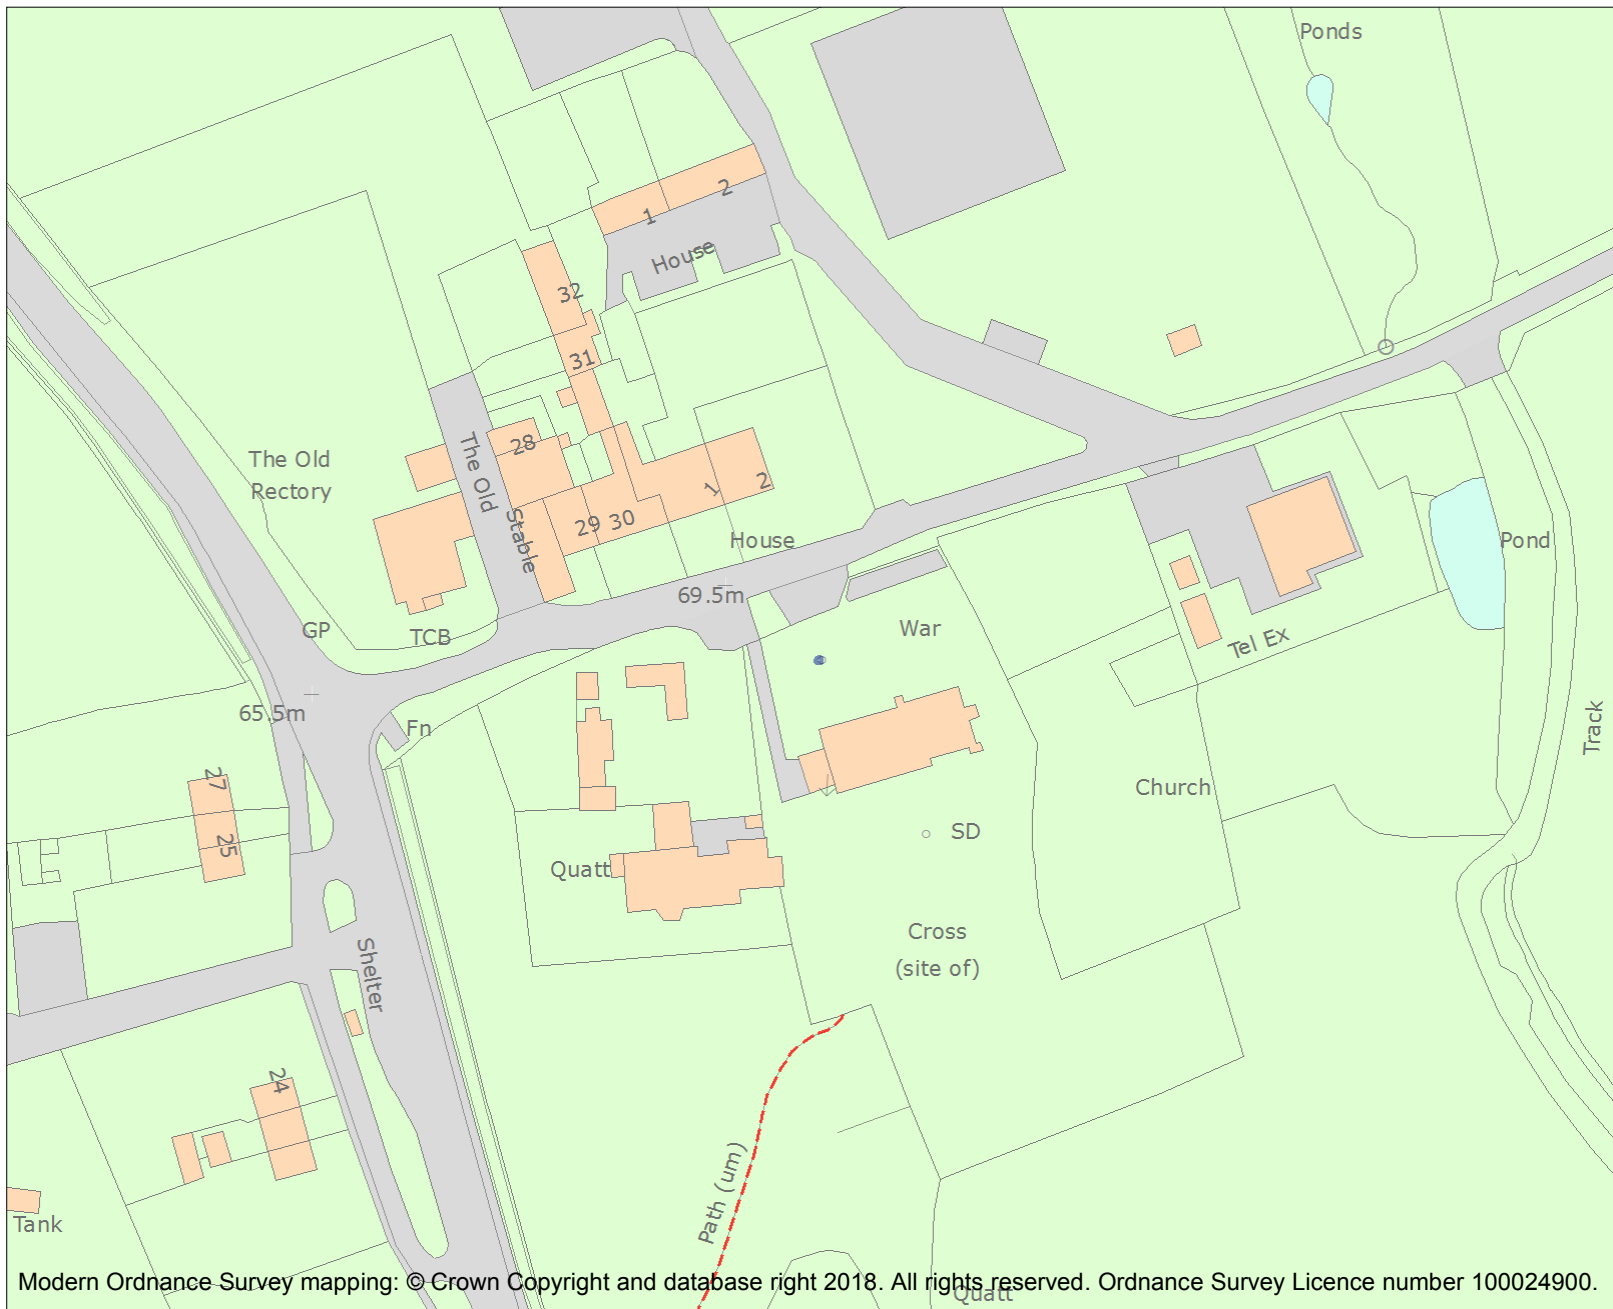 Ponds
2
1
House
32
31
The Old
Rectory
28
The Old
Stable
1
2
29
30
House
Pond
69.5m
GP
TCB
War
Tel Ex
65.5m
Fn
Track
27
25
Church
SD
Quatt
Cross
(site of)
Shelter
24
Path (um)
Tank
Modern Ordnance Survey mapping: © Crown Copyright and database right 2018. All rights reserved. Ordnance Survey Licence number 100024900.
Quatt